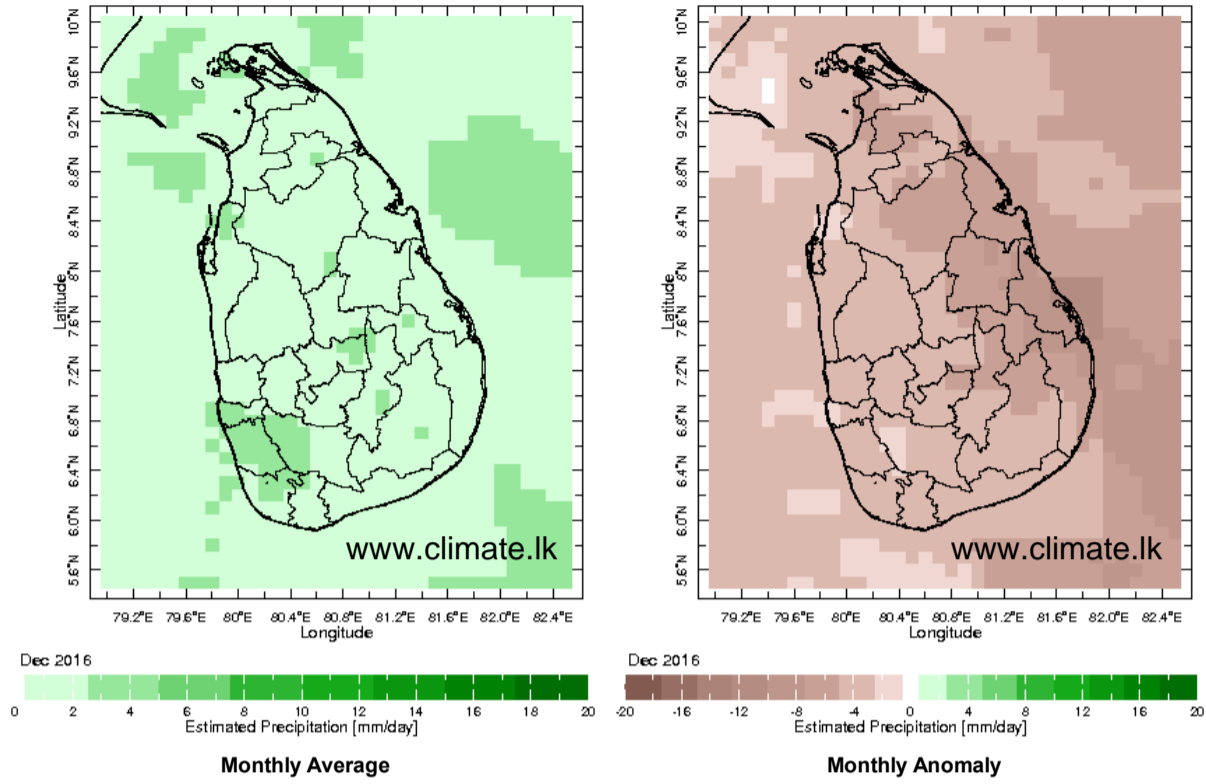 10°N
9.6°N
9.2°N
8.8°N
8.4°N
8°N
7.6°N
7.2°N
6.8°N
6.4°N
6.0°N
5.6°N
Latitude
www.climate.lk
79.2°E 79.6°E 80°E 80.4°E 80.8°E 81.2°E 81.6°E 82.0°E 82.4°E
Longitude
Dec 2016
0 2 4 6 8 10 12 14 16 18 20
Estimated Precipitation [mm/day]
Monthly Average
10°N
9.6°N
9.2°N
8.8°N
8.4°N
8°N
7.6°N
7.2°N
6.8°N
6.4°N
6.0°N
5.6°N
Latitude
www.climate.lk
79.2°E 79.6°E 80°E 80.4°E 80.8°E 81.2°E 81.6°E 82.0°E 82.4°E
Longitude
Dec 2016
-20 -16 -12 -8 -4 0 4 8 12 16 20
Estimated Precipitation [mm/day]
Monthly Anomaly